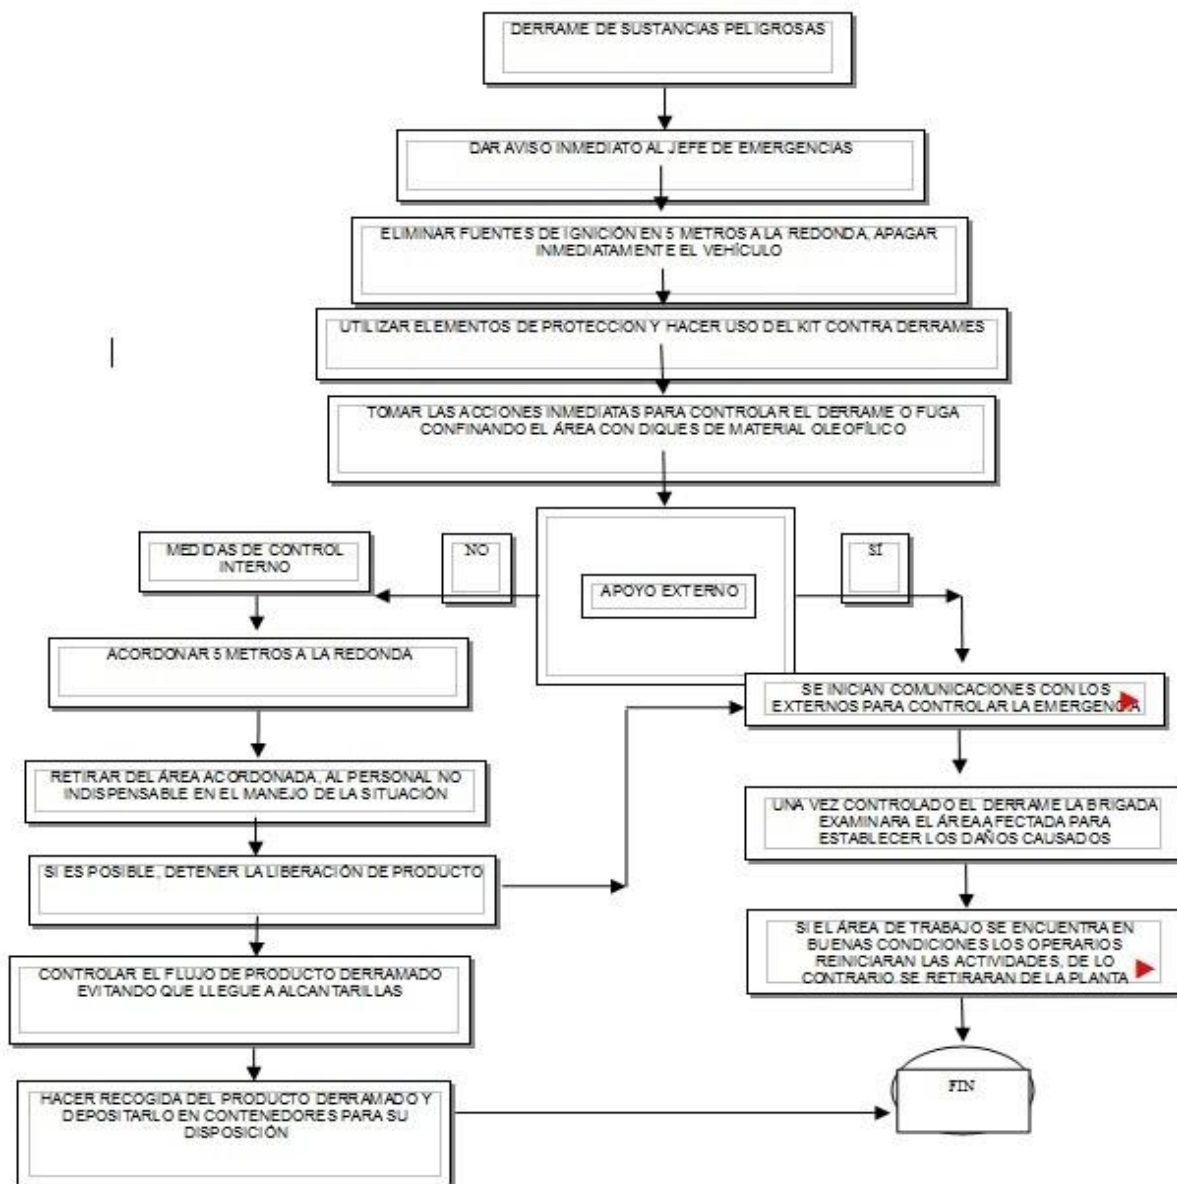 DERRAME DE SUSTANCIAS PELIGROSAS
DAR AVISO INMEDIATO AL JEFE DE EMERGENCIAS
ELIMINAR FUENTES DE IGNICIÓN EN 5 METROS A LA REDONDA, APAGAR
INMEDIATAMENTE EL VEHÍCULO
UTILIZAR ELEMENTOS DE PROTECCION Y HACER USO DEL KIT CONTRA DERRAMES
TOMAR LAS ACCIONES INMEDIATAS PARA CONTROLAR EL DERRAME O FUGA
CONFINANDO EL ÁREA CON DIQUES DE MATERIAL OLEOFÍLICO
APOYO EXTERNO
NO
MEDIDAS DE CONTROL
INTERNO
ACORDONAR 5 METROS A LA REDONDA
RETIRAR DEL ÁREA ACORDONADA, AL PERSONAL NO
INDISPENSABLE EN EL MANEJO DE LA SITUACIÓN
SI ES POSIBLE, DETENER LA LIBERACIÓN DE PRODUCTO
CONTROLAR EL FLUJO DE PRODUCTO DERRAMADO
EVITANDO QUE LLEGUE A ALCANTARILLAS
HACER RECOGIDA DEL PRODUCTO DERRAMADO Y
DEPOSITARLO EN CONTENEDORES PARA SU
DISPOSICIÓN
SÍ
SE INICIAN COMUNICACIONES CON LOS
EXTERNOS PARA CONTROLAR LA EMERGENCIA
UNA VEZ CONTROLADO EL DERRAME LA BRIGADA
EXAMINARA EL ÁREA AFECTADA PARA
ESTABLECER LOS DAÑOS CAUSADOS
SI EL ÁREA DE TRABAJO SE ENCUENTRA EN
BUENAS CONDICIONES LOS OPERARIOS
REINICIARAN LAS ACTIVIDADES, DE LO
CONTRARIO SE RETIRARAN DE LA PLANTA
FIN